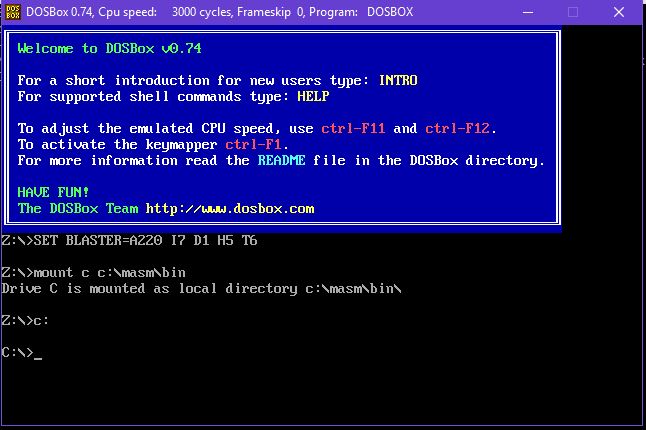 DOS BOX DOSBox 0.74, Cpu speed: 3000 cycles, Frameskip 0, Program: DOSBOX
Welcome to DOSBox v0.74
For a short introduction for new users type: INTRO
For supported shell commands type: HELP
To adjust the emulated CPU speed, use ctrl-F11 and ctrl-F12.
To activate the keymapper ctrl-F1.
For more information read the README file in the DOSBox directory.
HAVE FUN!
The DOSBox Team http://www.dosbox.com
Z:\>SET BLASTER=A220 I7 D1 H5 T6
Z:\>mount c c:\masm\bin
Drive C is mounted as local directory c:\masm\bin\
Z:\>c:
C:\>_